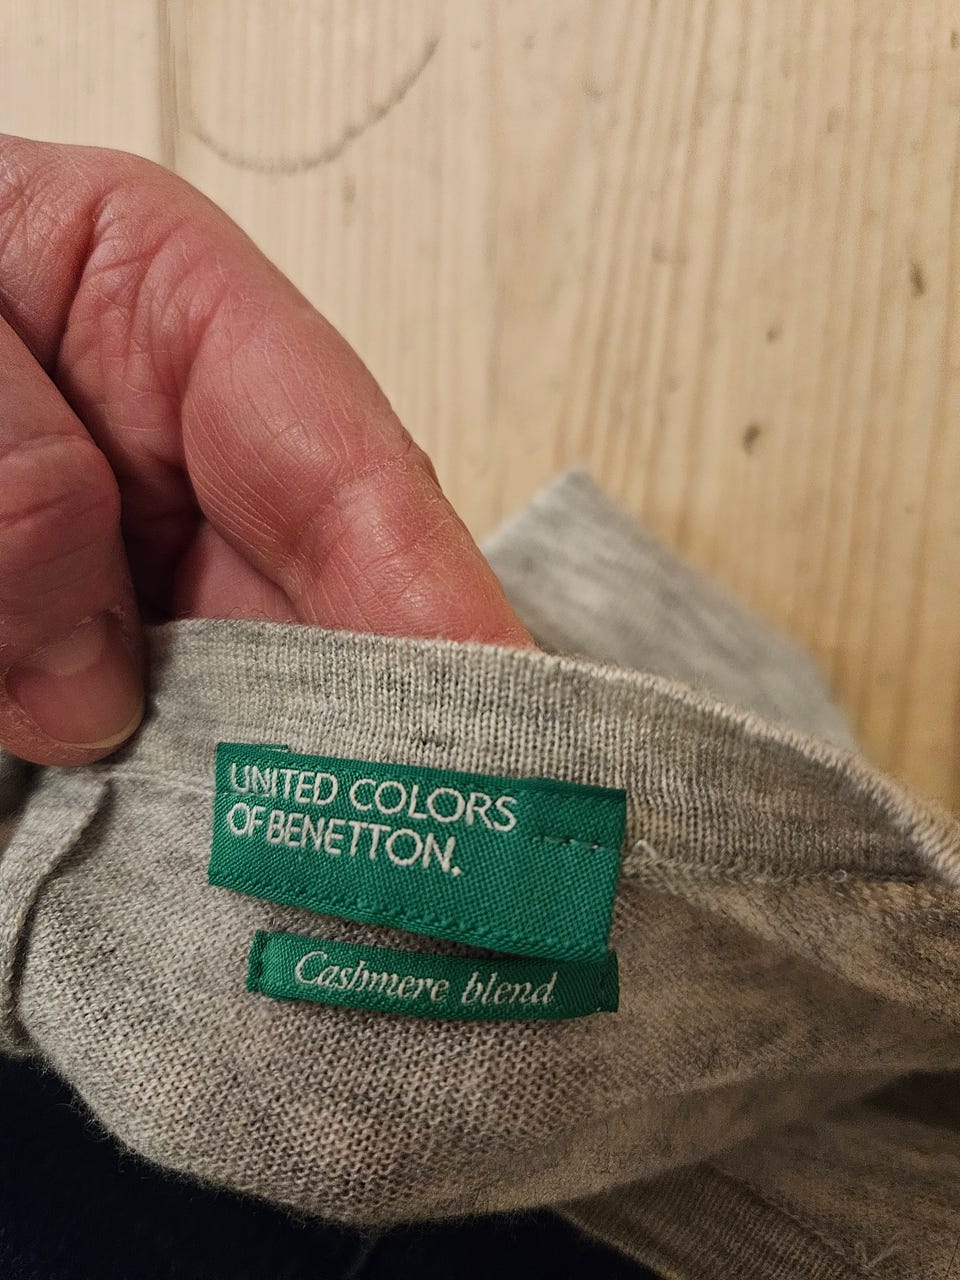 UNITED COLORS
OF BENETTON.
Cashmere blend